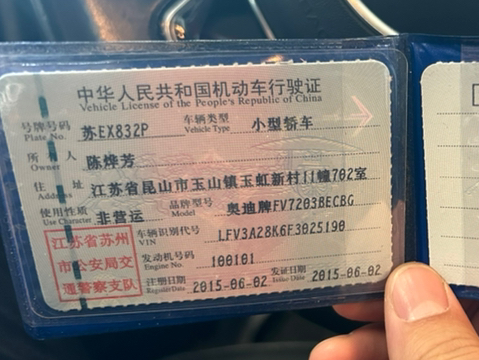 中华人民共和国机动车行驶证
Vehicle License of the People's Republic of China
号牌号码 Plate No. 苏EX832P 车辆类型 Vehicle Type 小型轿车
所有人 Owner 陈烨芳
住址 Address 江苏省昆山市玉山镇玉虹新村11幢702室
使用性质 Use Character 非营运 品牌型号 Model 奥迪牌FV7203BECBG
江苏省苏州市公安局交通警察支队
车辆识别代号 VIN LFV3A28K6F3025190
发动机号码 Engine No. 100101
注册日期 Register Date 2015-06-02 发证日期 Issue Date 2015-06-02